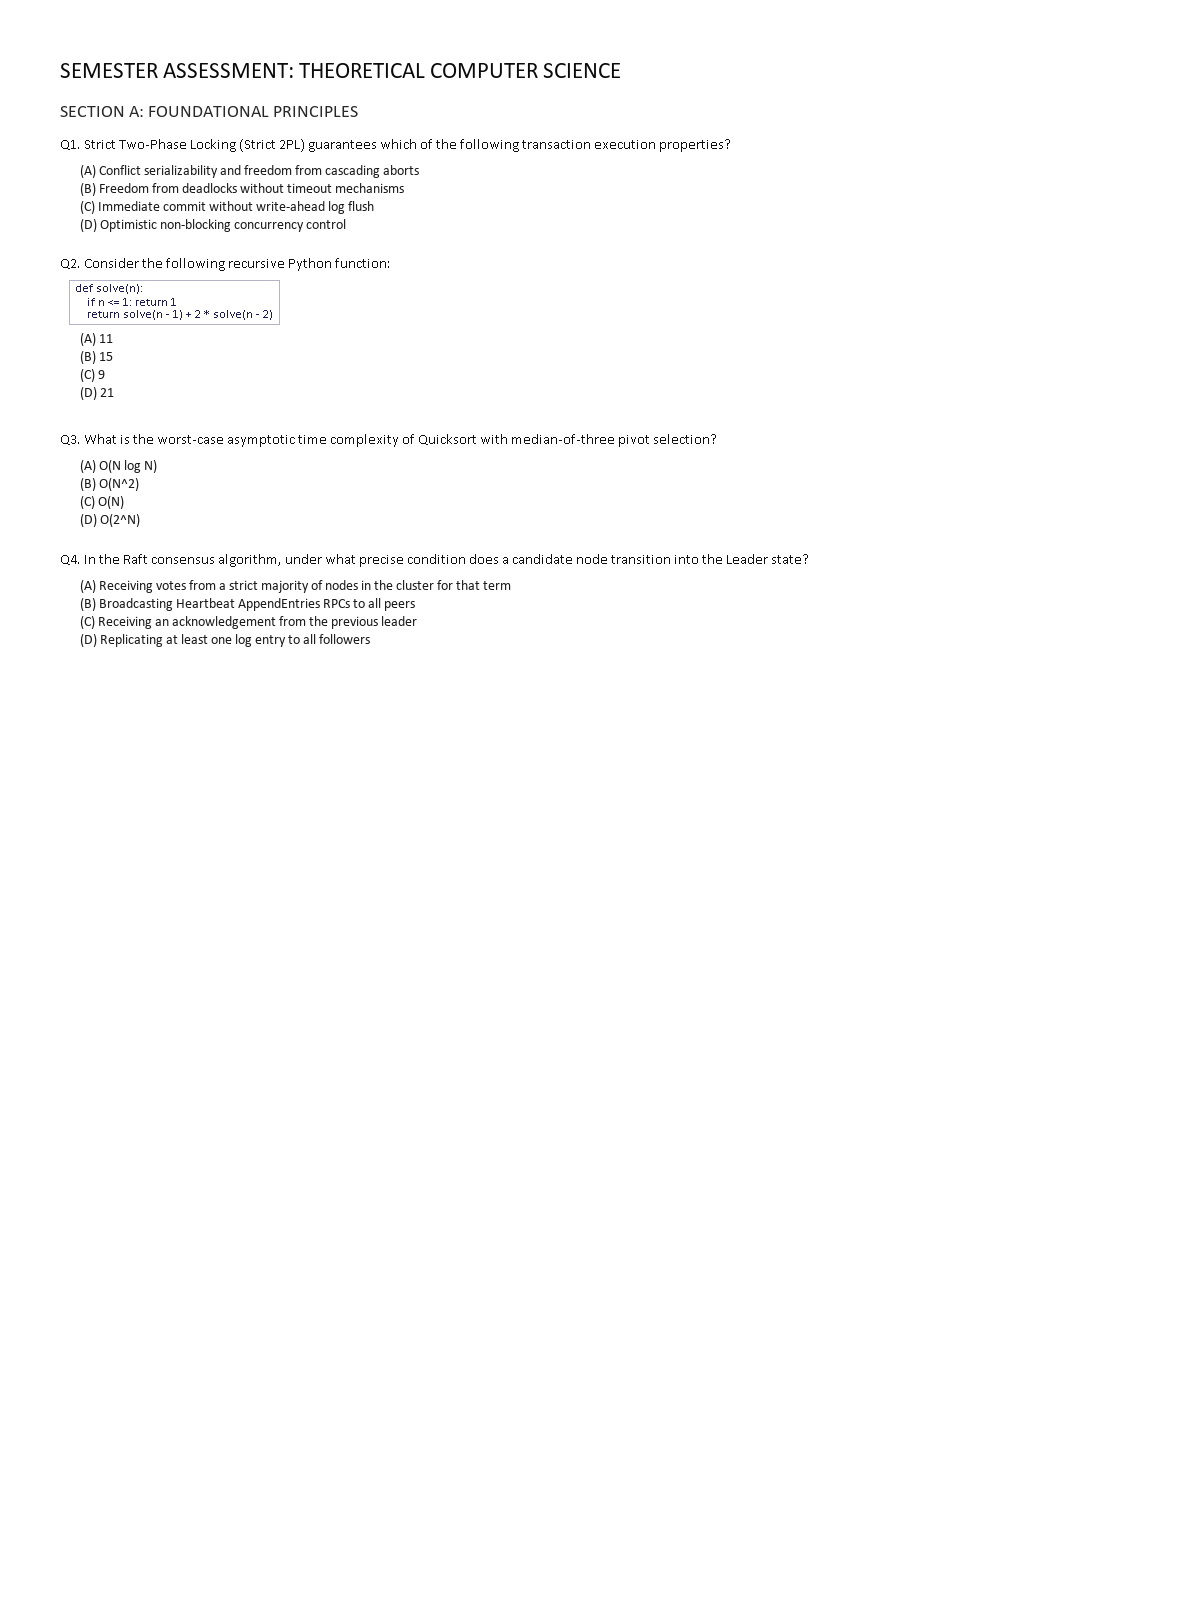 SEMESTER ASSESSMENT: THEORETICAL COMPUTER SCIENCE
SECTION A: FOUNDATIONAL PRINCIPLES
Q1. Strict Two-Phase Locking (Strict 2PL) guarantees which of the following transaction execution properties?
(A) Conflict serializability and freedom from cascading aborts
(B) Freedom from deadlocks without timeout mechanisms
(C) Immediate commit without write-ahead log flush
(D) Optimistic non-blocking concurrency control
Q2. Consider the following recursive Python function:
def solve(n):
    if n <= 1: return 1
    return solve(n - 1) + 2 * solve(n - 2)
(A) 11
(B) 15
(C) 9
(D) 21
Q3. What is the worst-case asymptotic time complexity of Quicksort with median-of-three pivot selection?
(A) O(N log N)
(B) O(N^2)
(C) O(N)
(D) O(2^N)
Q4. In the Raft consensus algorithm, under what precise condition does a candidate node transition into the Leader state?
(A) Receiving votes from a strict majority of nodes in the cluster for that term
(B) Broadcasting Heartbeat AppendEntries RPCs to all peers
(C) Receiving an acknowledgement from the previous leader
(D) Replicating at least one log entry to all followers